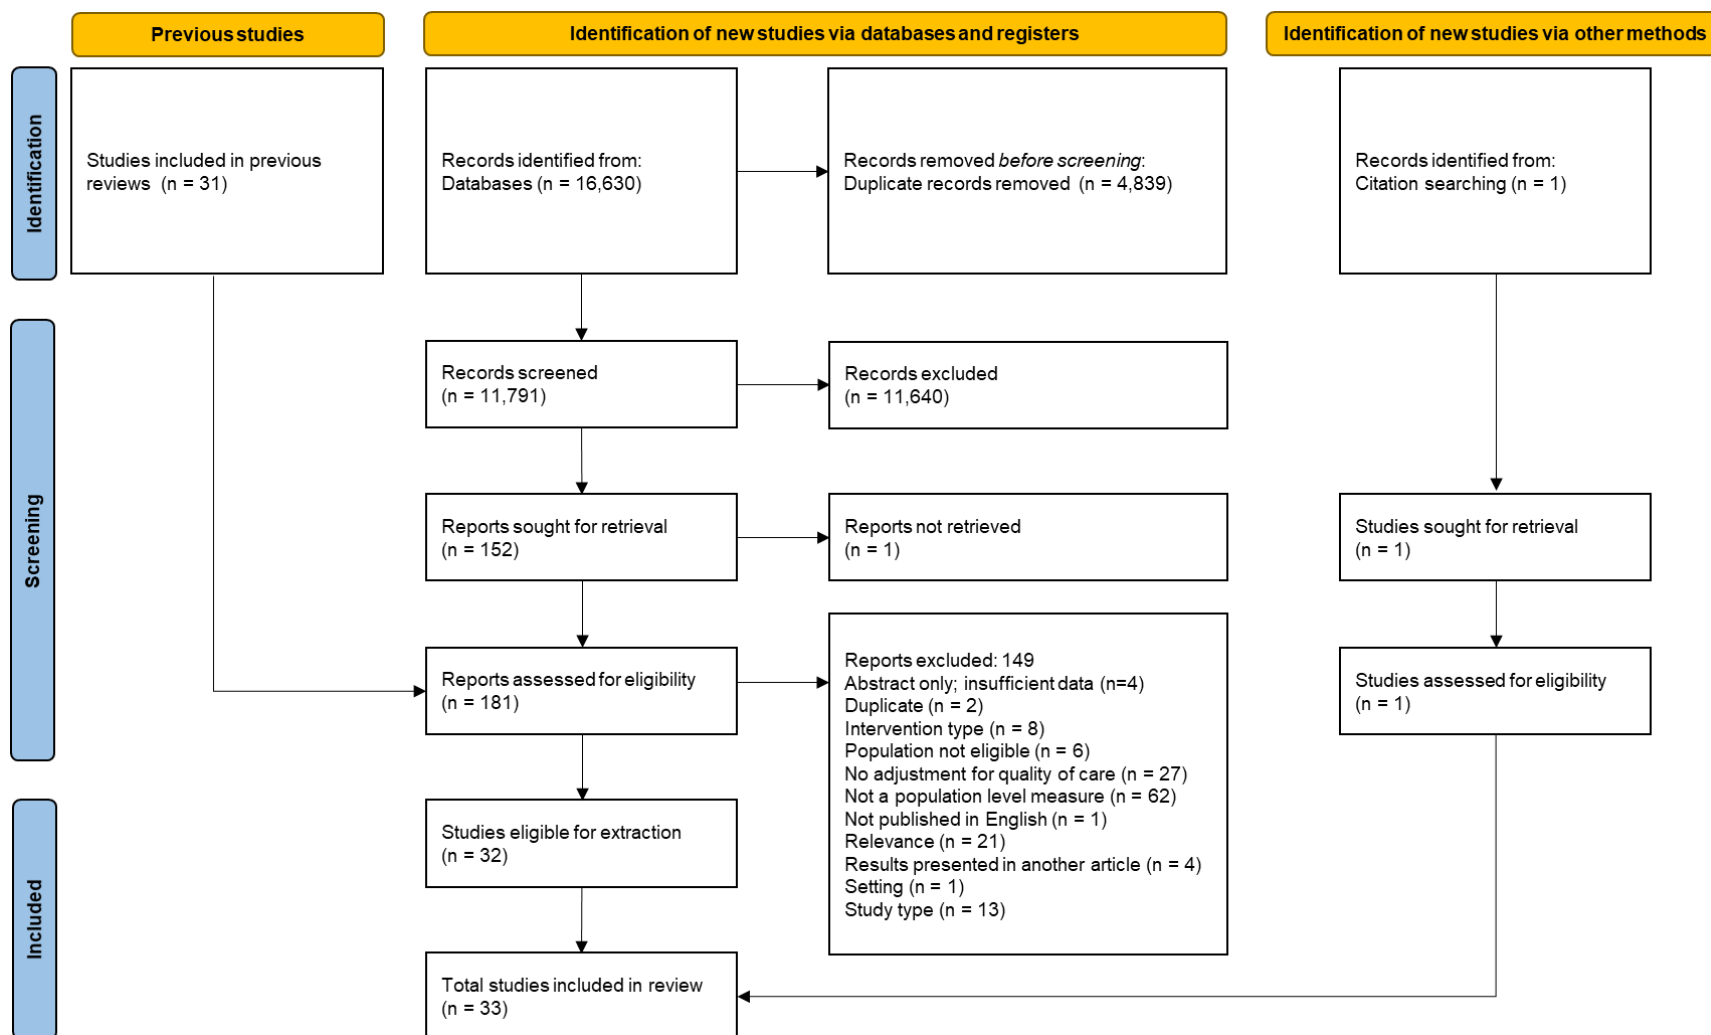 Previous studies
Identification of new studies via databases and registers
Identification of new studies via other methods
Identification
Studies included in previous
reviews (n = 31)
Records identified from:
Databases (n = 16,630)
Records removed before screening:
Duplicate records removed (n = 4,839)
Records identified from:
Citation searching (n = 1)
Screening
Records screened
(n = 11,791)
Records excluded
(n = 11,640)
Reports sought for retrieval
(n = 152)
Reports not retrieved
(n = 1)
Studies sought for retrieval
(n = 1)
Reports assessed for eligibility
(n = 181)
Reports excluded: 149
Abstract only; insufficient data (n=4)
Duplicate (n = 2)
Intervention type (n = 8)
Population not eligible (n = 6)
No adjustment for quality of care (n = 27)
Not a population level measure (n = 62)
Not published in English (n = 1)
Relevance (n = 21)
Results presented in another article (n = 4)
Setting (n = 1)
Study type (n = 13)
Studies assessed for eligibility
(n = 1)
Included
Studies eligible for extraction
(n = 32)
Total studies included in review
(n = 33)